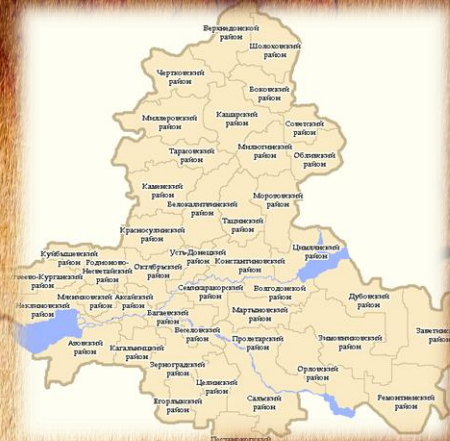 Верхнедонской
район
Шолоховский
район
Чертковский
район
Боковский
район
Миллеровский
район
Кашарский
район
Советский
район
Тарасовский
район
Милютинский
район
Обливский
район
Каменский
район
Морозовский
район
Белокалитвинский
район
Тацинский
район
Красносулинский
район
Цимлянский
район
Куйбышевский
район
Родионово-
Несветайский
район
Октябрьский
район
Усть-Донецкий
район
Константиновский
район
район
Мясниковский
район
Аксайский
район
Семикаракорский
район
Волгодонской
район
Дубовский
район
Неклиновский
район
Багаевский
район
Мартыновский
район
Азовский
район
Кагальницкий
район
Веселовский
район
Пролетарский
район
Зимовниковский
район
район
Зерноградский
район
Целинский
район
Орловский
район
Егорлыкский
район
Сальский
район
Ремонтненский
район